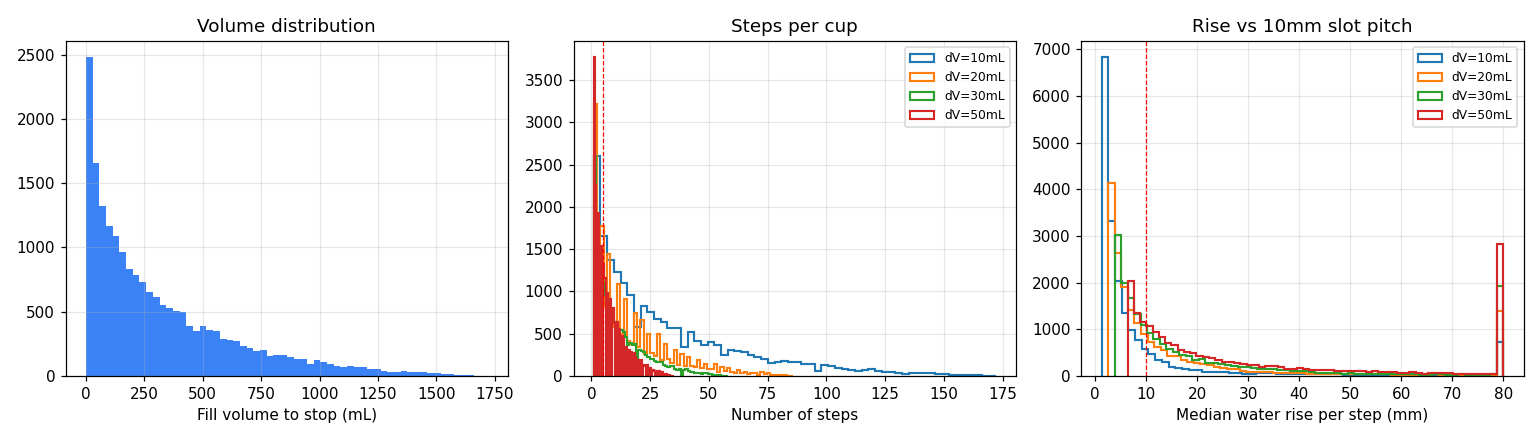 Volume distribution
2500
2000
1500
1000
500
0
0 250 500 750 1000 1250 1500 1750
Fill volume to stop (mL)
Steps per cup
3500
3000
2500
2000
1500
1000
500
0
0 25 50 75 100 125 150 175
Number of steps
dV=10mL
dV=20mL
dV=30mL
dV=50mL
Rise vs 10mm slot pitch
7000
6000
5000
4000
3000
2000
1000
0
0 10 20 30 40 50 60 70 80
Median water rise per step (mm)
dV=10mL
dV=20mL
dV=30mL
dV=50mL